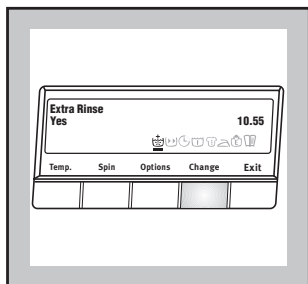 Extra Rinse
Yes 10.55
Temp. Spin Options Change Exit